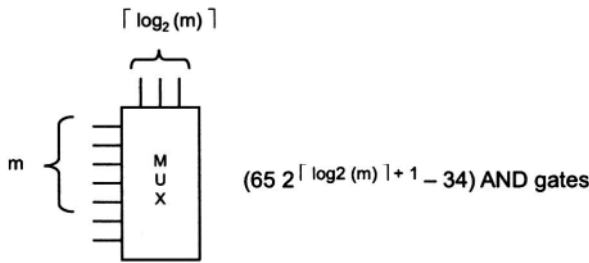 ⌈ log₂ (m) ⌉
m
M
U
X
(65 2^⌈ log2 (m) ⌉ + 1 – 34) AND gates